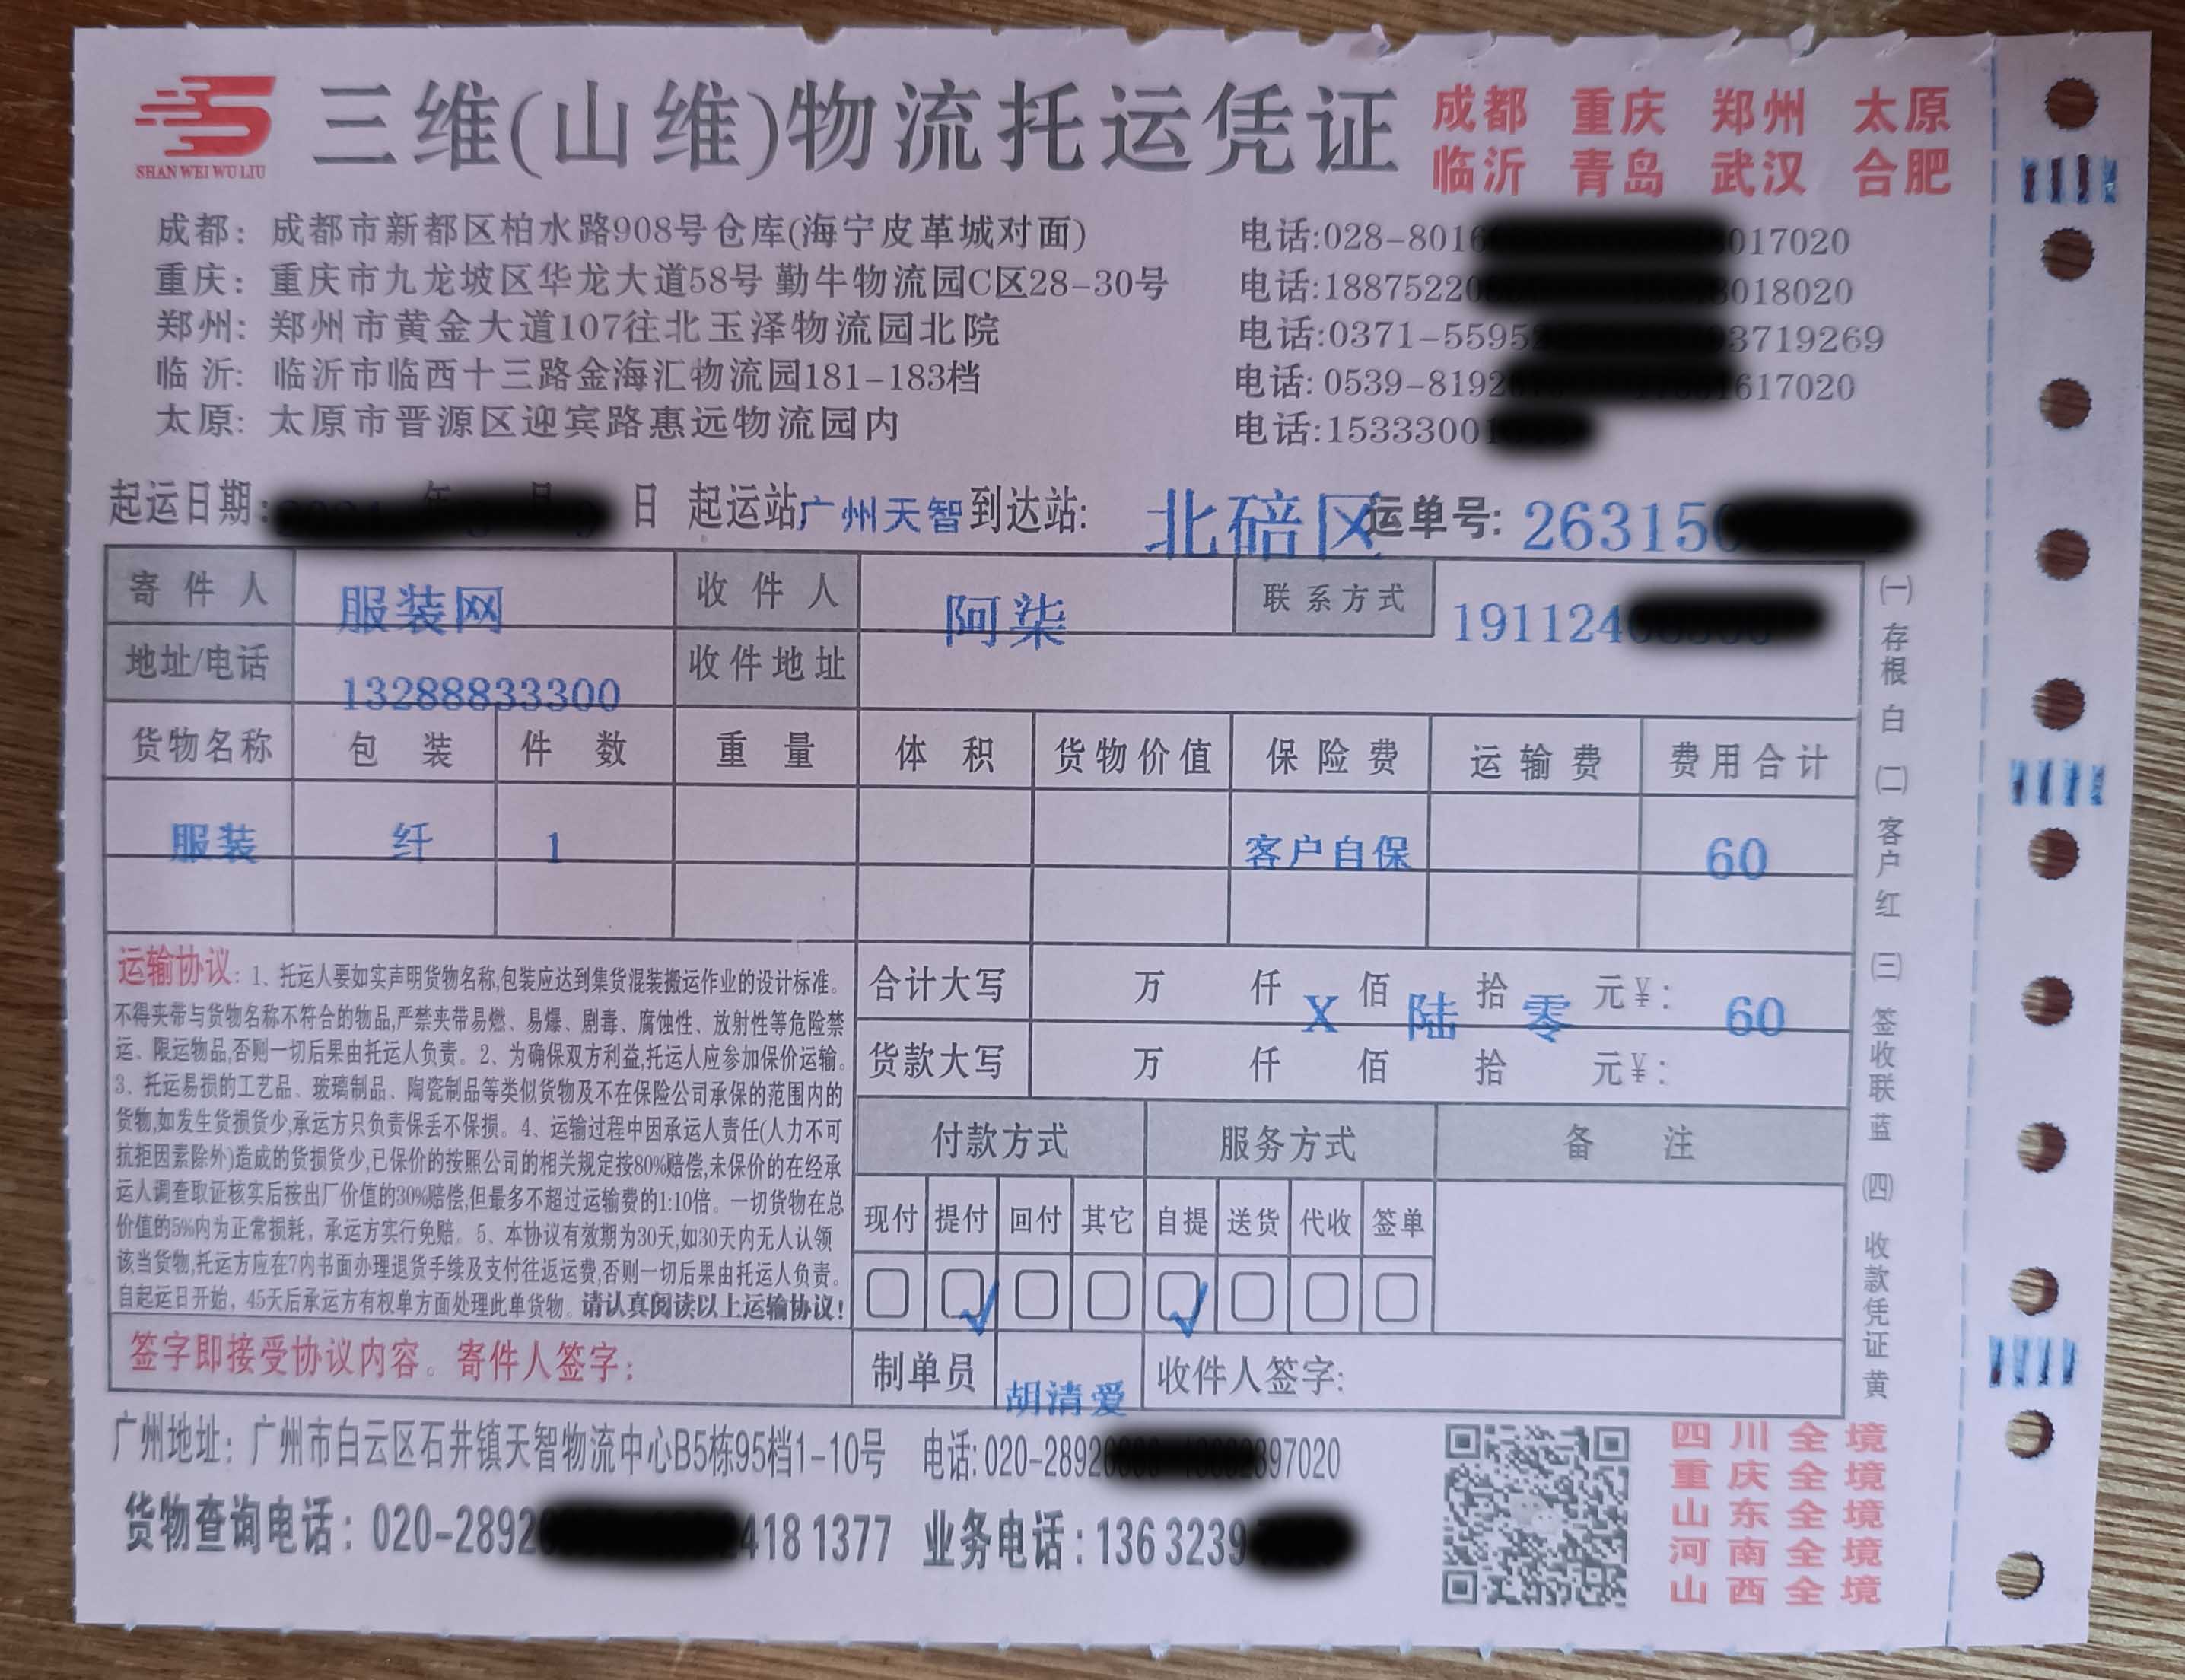 SHAN WEI WU LIU
三维(山维)物流托运凭证
成都 重庆 郑州 太原
临沂 青岛 武汉 合肥
成都: 成都市新都区柏水路908号仓库(海宁皮革城对面) 电话:028-8016 017020
重庆: 重庆市九龙坡区华龙大道58号 勤牛物流园C区28-30号 电话:18875220 018020
郑州: 郑州市黄金大道107往北玉泽物流园北院 电话:0371-5595 3719269
临沂: 临沂市临西十三路金海汇物流园181-183档 电话: 0539-8192 617020
太原: 太原市晋源区迎宾路惠远物流园内 电话:15333300
起运日期: 年 月 日 起运站 广州天智 到达站: 北碚区 运单号: 26315
寄件人 服装网 收件人 阿柒 联系方式 191124
地址/电话 13288833300 收件地址
货物名称 包装 件数 重量 体积 货物价值 保险费 运输费 费用合计
服装 纤 1 客户自保 60
运输协议: 1、托运人要如实声明货物名称,包装应达到集货混装搬运作业的设计标准。
不得夹带与货物名称不符合的物品,严禁夹带易燃、易爆、剧毒、腐蚀性、放射性等危险禁
运、限运物品,否则一切后果由托运人负责。2、为确保双方利益,托运人应参加保价运输。
3、托运易损的工艺品、玻璃制品、陶瓷制品等类似货物及不在保险公司承保的范围内的
货物,如发生货损货少,承运方只负责保丢不保损。4、运输过程中因承运人责任(人力不可
抗拒因素除外)造成的货损货少,已保价的按照公司的相关规定按80%赔偿,未保价的在经承
运人调查取证核实后按出厂价值的30%赔偿,但最多不超过运输费的1:10倍。一切货物在总
价值的5%内为正常损耗，承运方实行免赔。5、本协议有效期为30天,如30天内无人认领
该当货物,托运方应在7内书面办理退货手续及支付往返运费,否则一切后果由托运人负责。
自起运日开始，45天后承运方有权单方面处理此单货物。请认真阅读以上运输协议!
合计大写 万 仟 X 佰 陆 拾 零 元¥: 60
货款大写 万 仟 佰 拾 元¥:
付款方式 服务方式 备注
现付 提付 回付 其它 自提 送货 代收 签单
签字即接受协议内容。寄件人签字: 制单员 胡清爱 收件人签字:
㈠存根白 ㈡客户红 ㈢签收联蓝 ㈣收款凭证黄
广州地址: 广州市白云区石井镇天智物流中心B5栋95档1-10号 电话: 020-2892 897020
货物查询电话: 020-2892 418 1377 业务电话: 136 3239
四川全境
重庆全境
山东全境
河南全境
山西全境